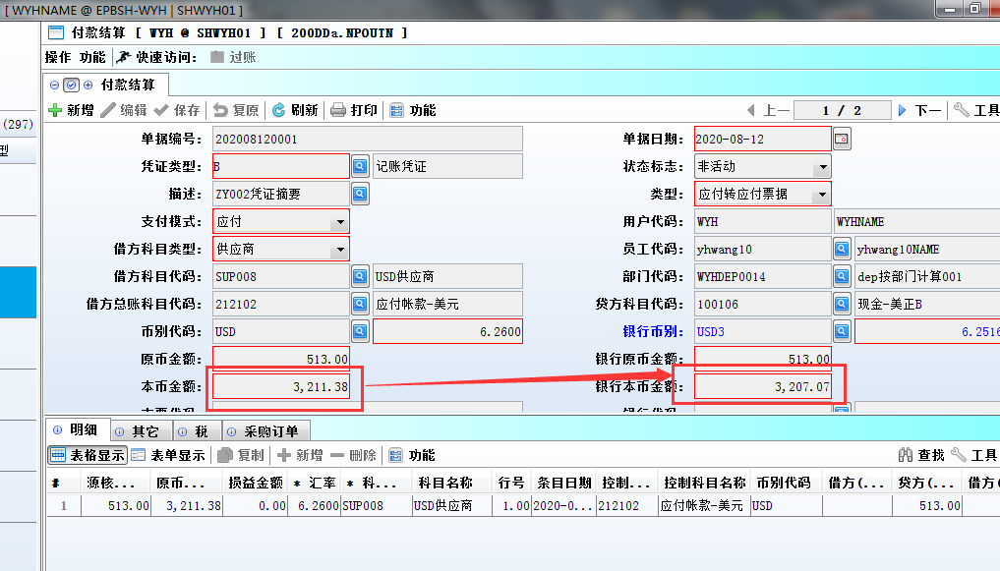 [ WYHNAME @ EPBSH-WYH | SHWYH01 ]
付款结算 [ WYH @ SHWYH01 ] [ 200DDa.NPOUTN ]
操作 功能 快速访问: 过账
付款结算
新增 编辑 保存 复原 刷新 打印 功能 上一 1 / 2 下一 工具
(297)
型
单据编号: 202008120001 单据日期: 2020-08-12
凭证类型: B 记账凭证 状态标志: 非活动
描述: ZY002凭证摘要 类型: 应付转应付票据
支付模式: 应付 用户代码: WYH WYHNAME
借方科目类型: 供应商 员工代码: yhwang10 yhwang10NAME
借方科目代码: SUP008 USD供应商 部门代码: WYHDEP0014 dep按部门计算001
借方总账科目代码: 212102 应付帐款-美元 贷方科目代码: 100106 现金-美正B
币别代码: USD 6.2600 银行币别: USD3 6.2516
原币金额: 513.00 银行原币金额: 513.00
本币金额: 3,211.38 银行本币金额: 3,207.07
明细 其它 税 采购订单
表格显示 表单显示 复制 新增 删除 功能 查找 工具
# 源核... 原币... 损益金额 * 汇率 * 科... 科目名称 行号 条目日期 控制... 控制科目名称 币别代码 借方(... 贷方(... 借方(
1 513.00 3,211.38 0.00 6.2600 SUP008 USD供应商 1.00 2020-0... 212102 应付帐款-美元 USD 513.00